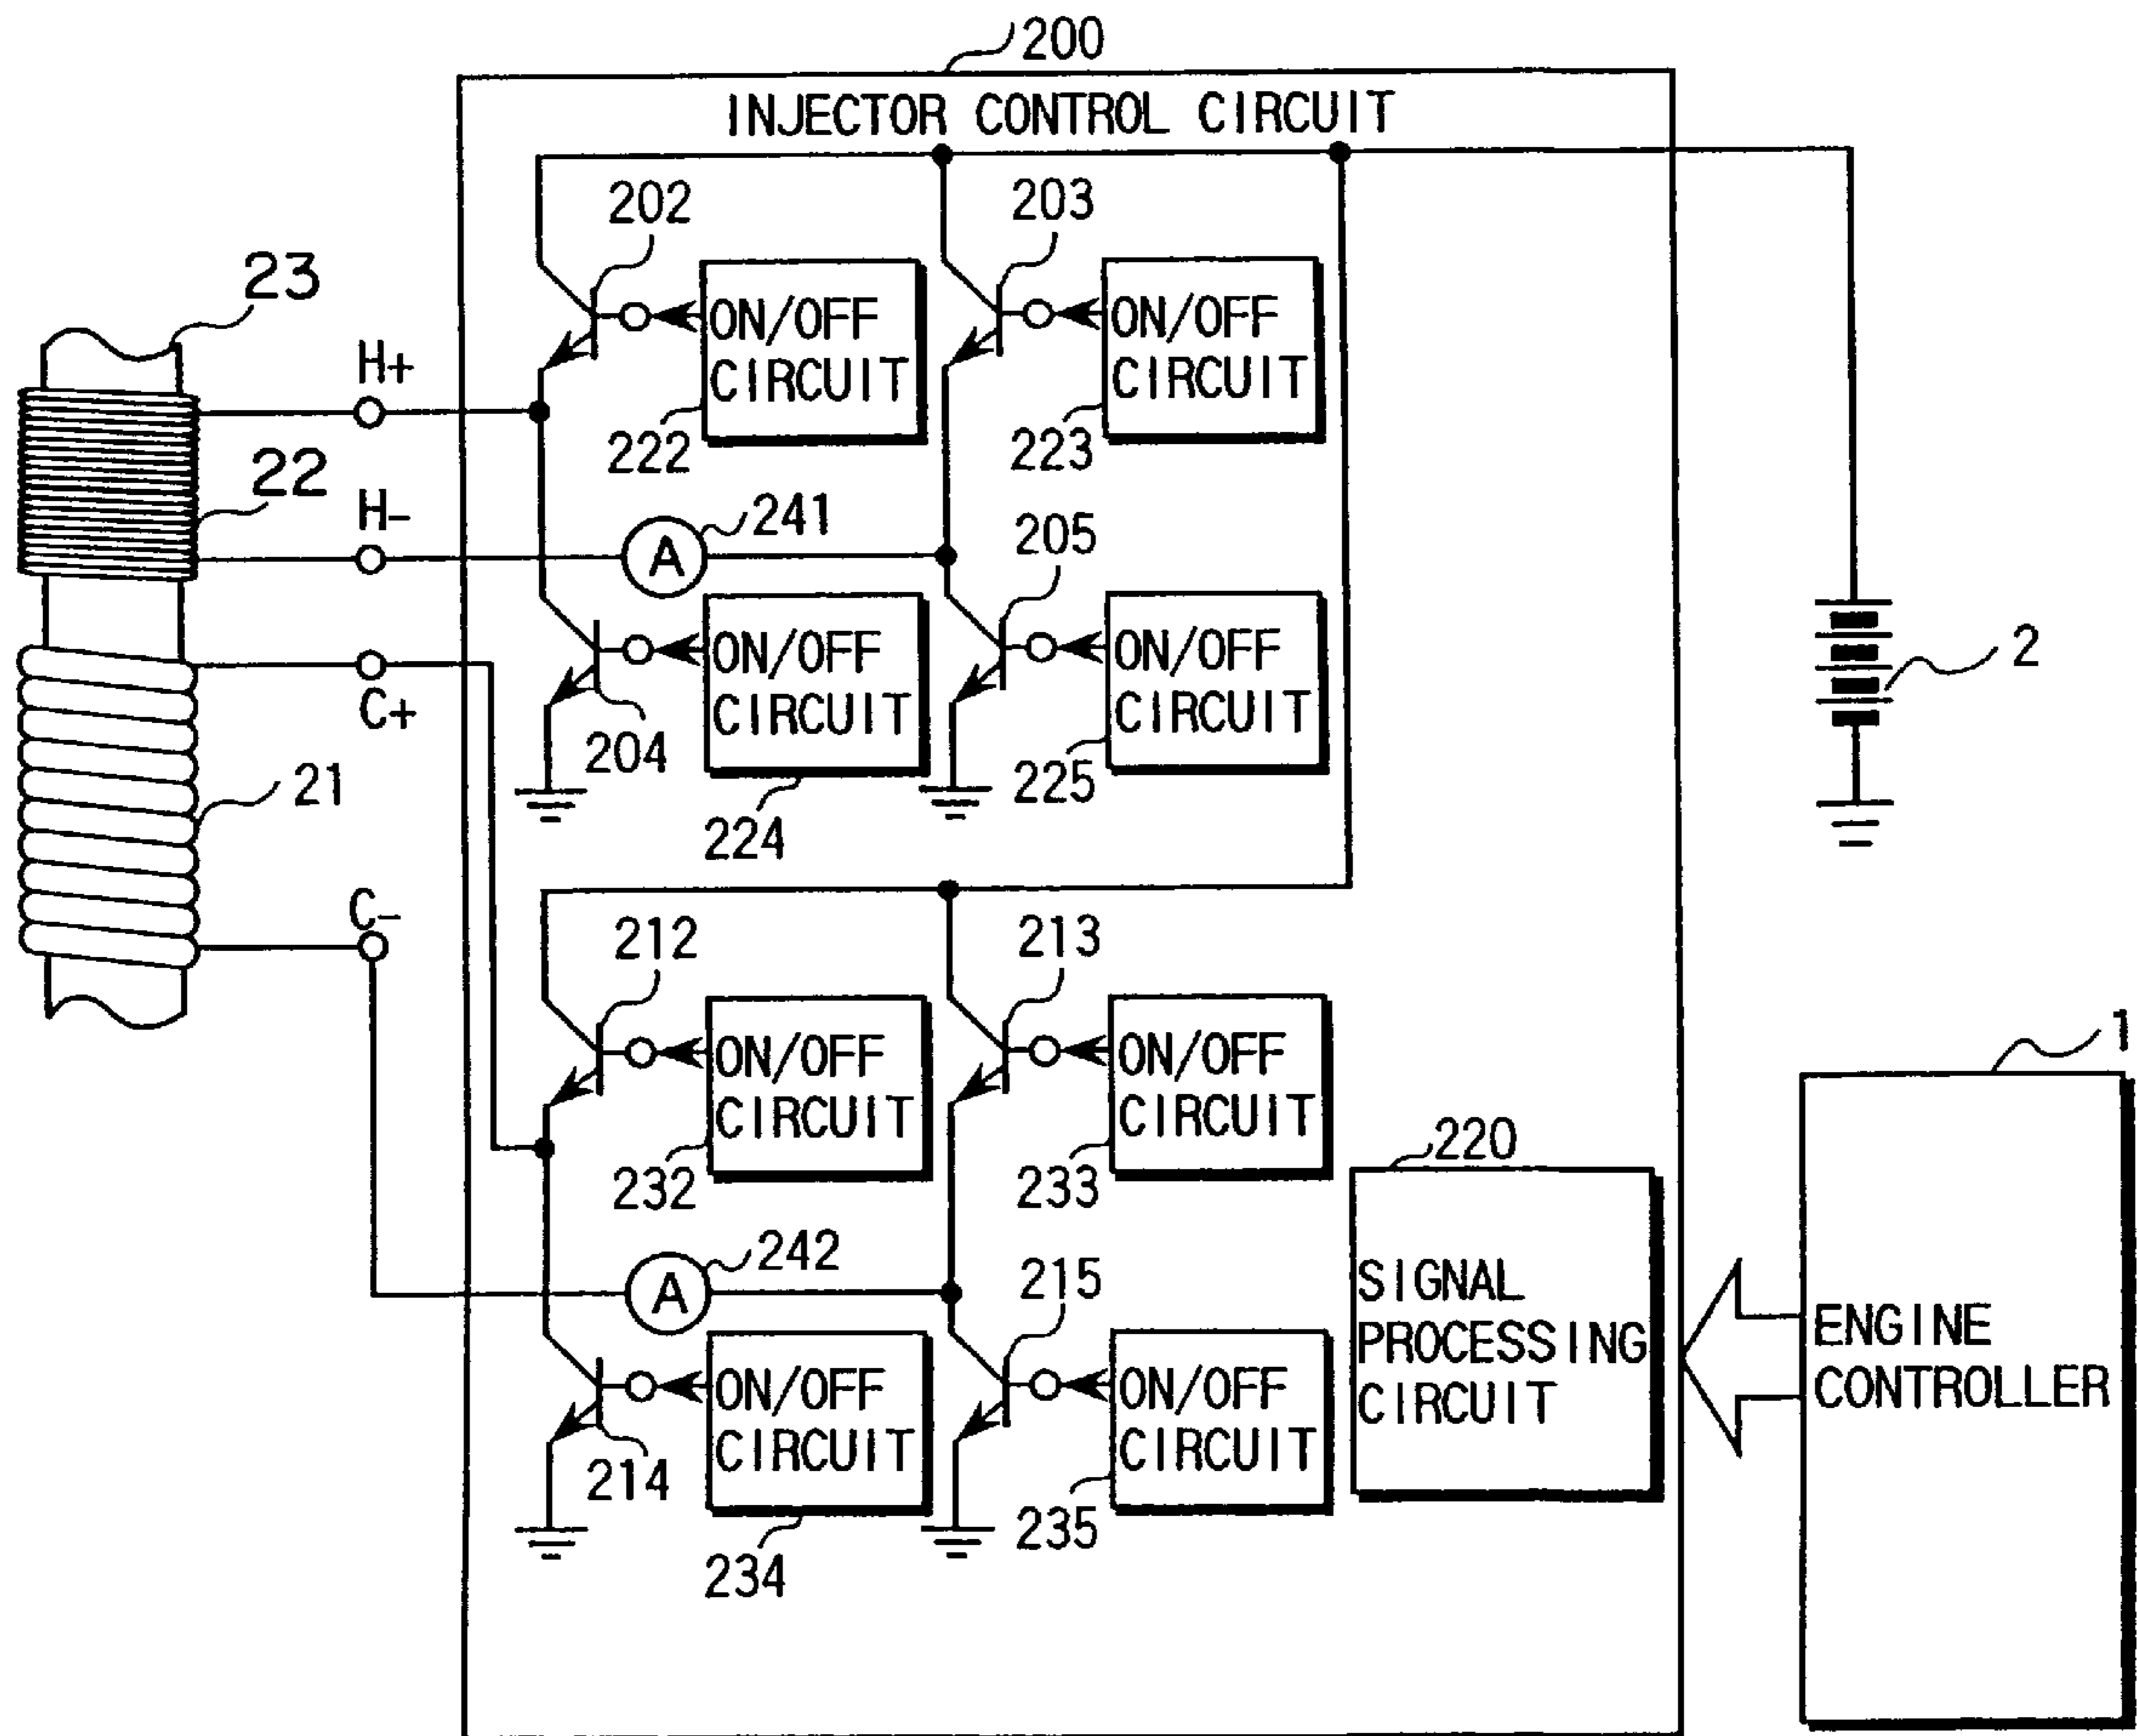 200
INJECTOR CONTROL CIRCUIT
202
203
23
ON/OFF
CIRCUIT
ON/OFF
CIRCUIT
H+
222
223
22
H-
241
A
205
ON/OFF
CIRCUIT
ON/OFF
CIRCUIT
2
C+
204
225
21
224
C-
212
213
ON/OFF
CIRCUIT
ON/OFF
CIRCUIT
1
232
233
220
242
A
215
SIGNAL
PROCESSING
CIRCUIT
ENGINE
CONTROLLER
ON/OFF
CIRCUIT
ON/OFF
CIRCUIT
214
235
234